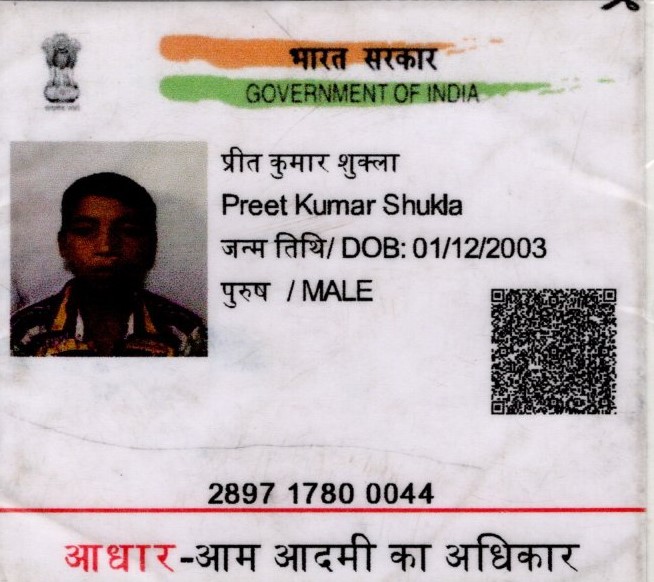 भारत सरकार
GOVERNMENT OF INDIA
प्रीत कुमार शुक्ला
Preet Kumar Shukla
जन्म तिथि/ DOB: 01/12/2003
पुरुष / MALE
2897 1780 0044
आधार-आम आदमी का अधिकार